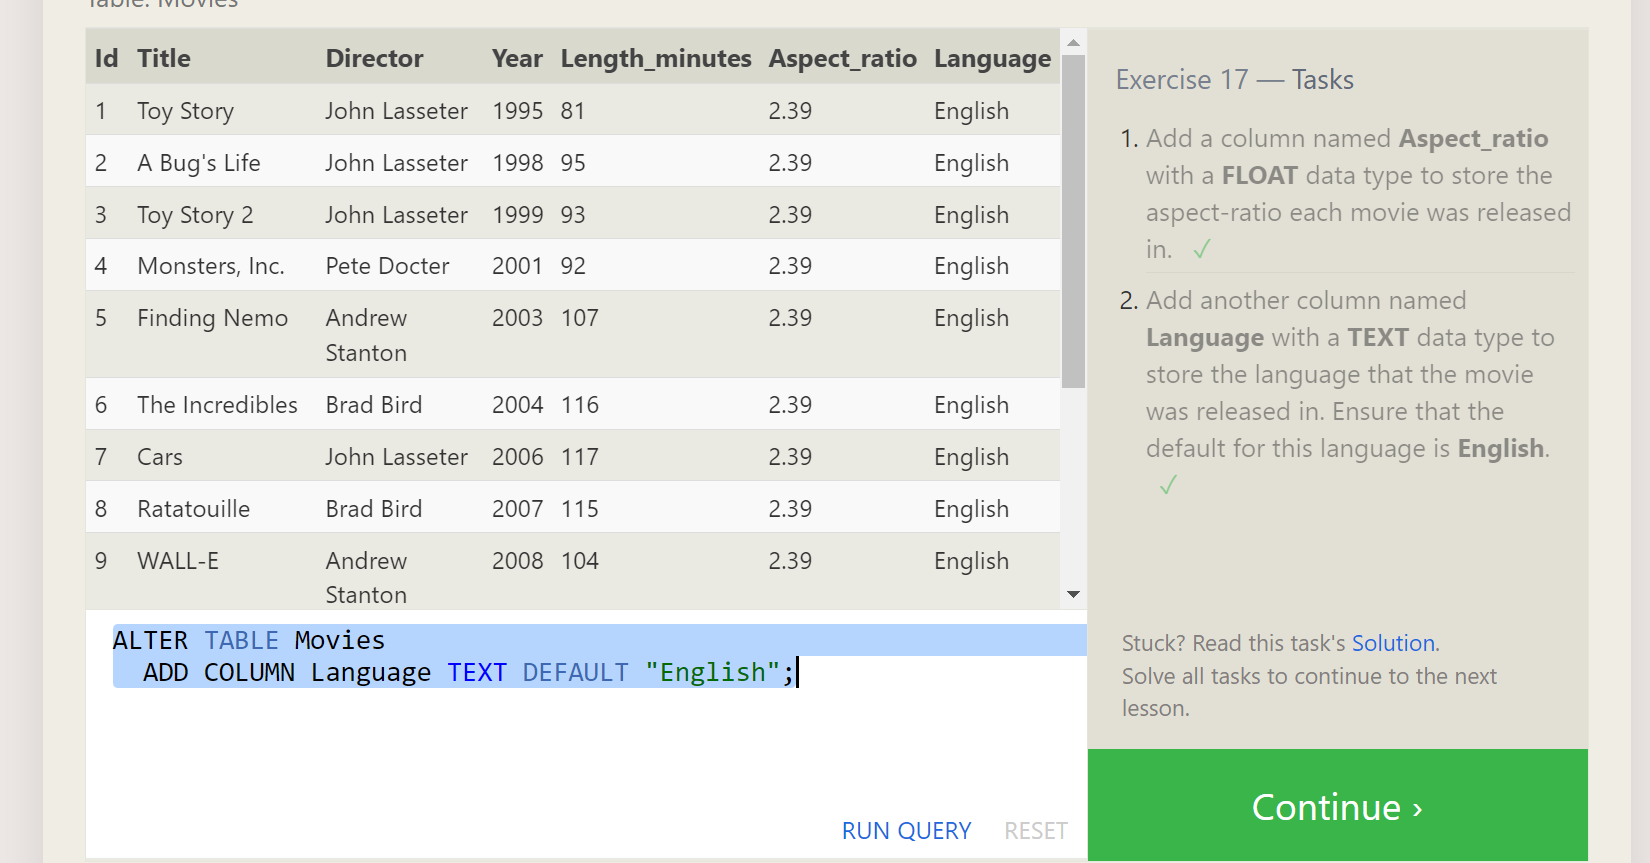 Table: Movies
Id Title Director Year Length_minutes Aspect_ratio Language
1 Toy Story John Lasseter 1995 81 2.39 English
2 A Bug's Life John Lasseter 1998 95 2.39 English
3 Toy Story 2 John Lasseter 1999 93 2.39 English
4 Monsters, Inc. Pete Docter 2001 92 2.39 English
5 Finding Nemo Andrew 2003 107 2.39 English
Stanton
6 The Incredibles Brad Bird 2004 116 2.39 English
7 Cars John Lasseter 2006 117 2.39 English
8 Ratatouille Brad Bird 2007 115 2.39 English
9 WALL-E Andrew 2008 104 2.39 English
Stanton
ALTER TABLE Movies
ADD COLUMN Language TEXT DEFAULT "English";
RUN QUERY RESET
Exercise 17 — Tasks
1. Add a column named Aspect_ratio
with a FLOAT data type to store the
aspect-ratio each movie was released
in. ✓
2. Add another column named
Language with a TEXT data type to
store the language that the movie
was released in. Ensure that the
default for this language is English.
✓
Stuck? Read this task's Solution.
Solve all tasks to continue to the next
lesson.
Continue ›